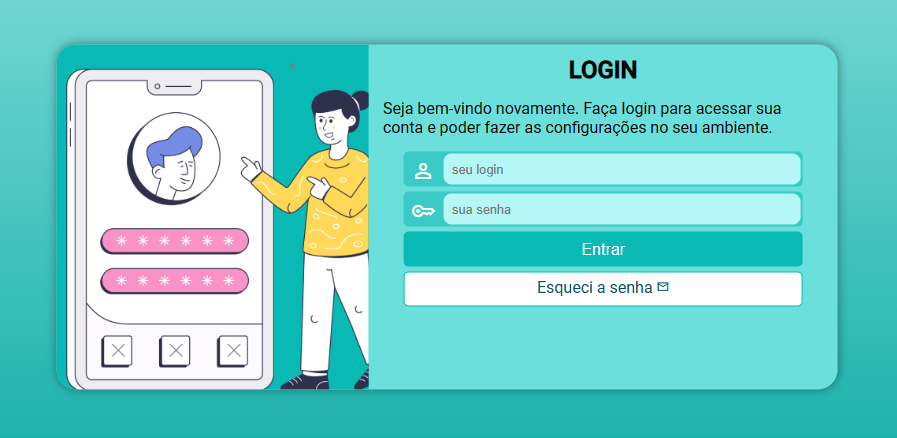 LOGIN
Seja bem-vindo novamente. Faça login para acessar sua
conta e poder fazer as configurações no seu ambiente.
seu login
sua senha
Entrar
Esqueci a senha